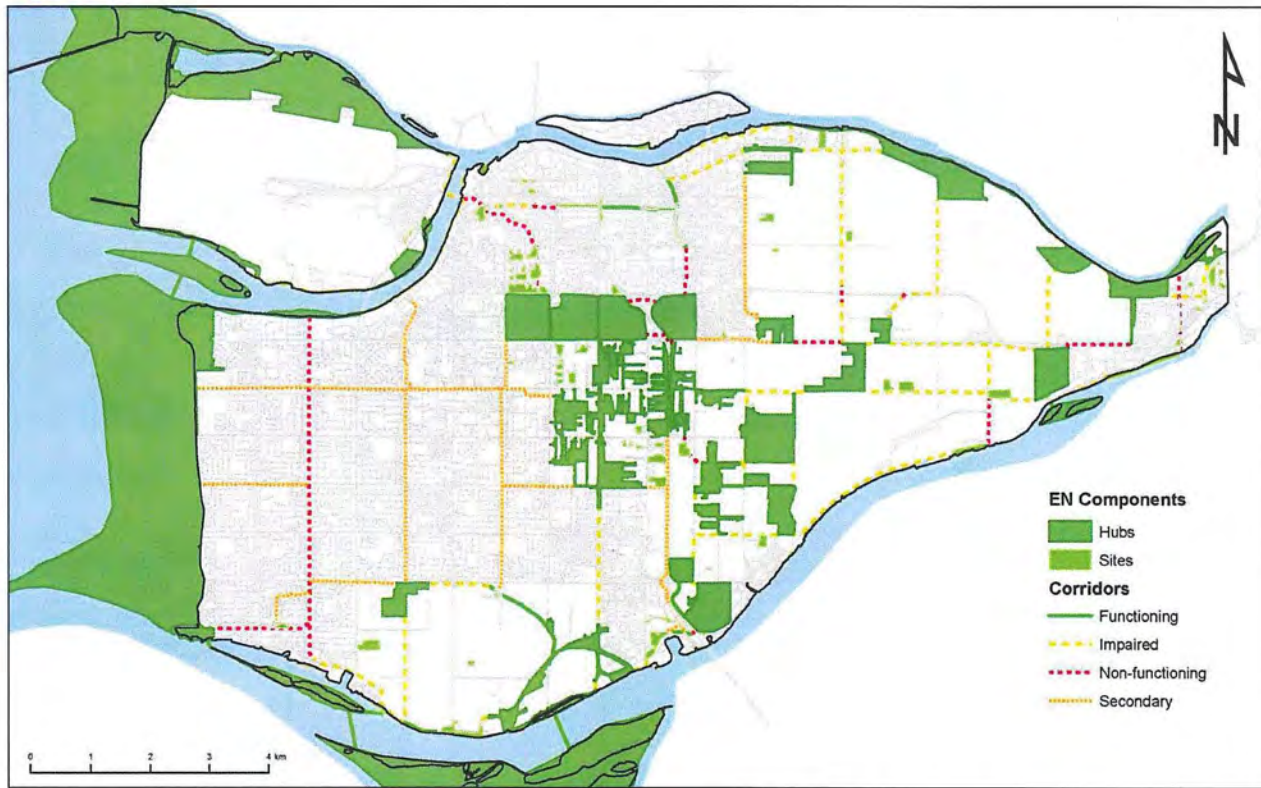 N
EN Components
Hubs
Sites
Corridors
Functioning
Impaired
Non-functioning
Secondary
0 1 2 3 4 km